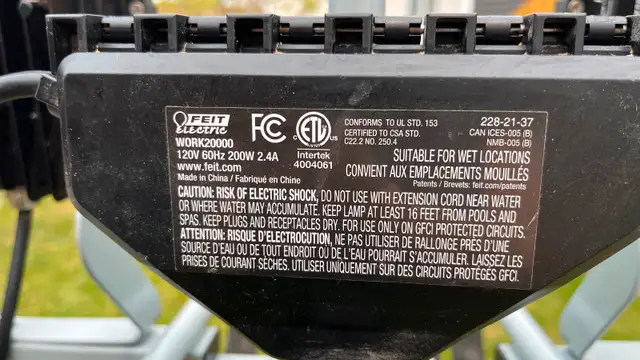 FEIT
electric
WORK20000
120V 60Hz 200W 2.4A
www.feit.com
Made in China / Fabriqué en Chine
FC
ETL
C US
Intertek
4004061
CONFORMS TO UL STD. 153
CERTIFIED TO CSA STD.
C22.2 NO. 250.4
228-21-37
CAN ICES-005 (B)
NMB-005 (B)
SUITABLE FOR WET LOCATIONS
CONVIENT AUX EMPLACEMENTS MOUILLÉS
Patents / Brevets: feit.com/patents
CAUTION: RISK OF ELECTRIC SHOCK, DO NOT USE WITH EXTENSION CORD NEAR WATER
OR WHERE WATER MAY ACCUMULATE. KEEP LAMP AT LEAST 16 FEET FROM POOLS AND
SPAS. KEEP PLUGS AND RECEPTACLES DRY. FOR USE ONLY ON GFCI PROTECTED CIRCUITS.
ATTENTION: RISQUE D'ELECTROCUTION, NE PAS UTILISER DE RALLONGE PRÈS D'UNE
SOURCE D'EAU OU DE TOUT ENDROIT OU DE L'EAU POURRAIT S'ACCUMULER. LAISSEZ LES
PRISES DE COURANT SÈCHES. UTILISER UNIQUEMENT SUR DES CIRCUITS PROTÉGÉS GFCI.